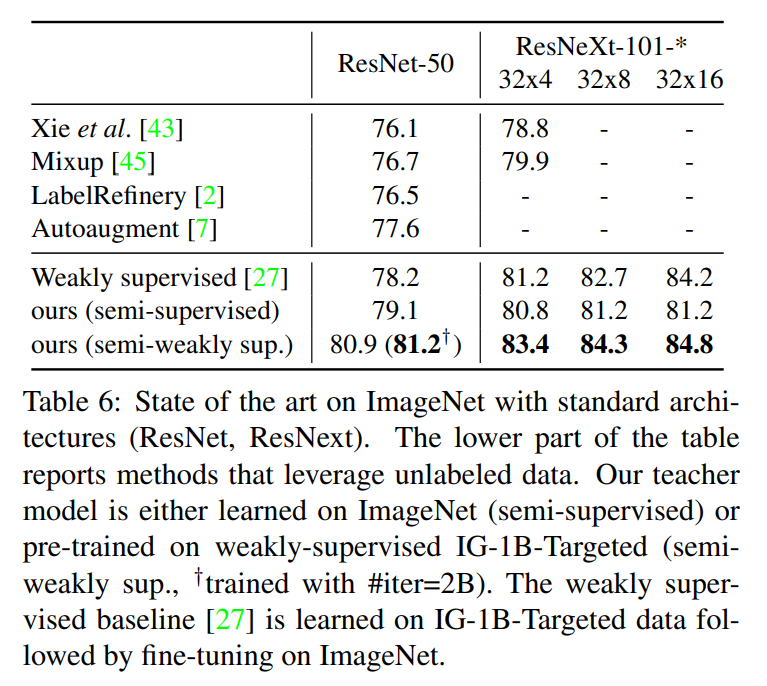 ResNet-50 ResNeXt-101-*
32x4 32x8 32x16
Xie et al. [43] 76.1 78.8 - -
Mixup [45] 76.7 79.9 - -
LabelRefinery [2] 76.5 - - -
Autoaugment [7] 77.6 - - -
Weakly supervised [27] 78.2 81.2 82.7 84.2
ours (semi-supervised) 79.1 80.8 81.2 81.2
ours (semi-weakly sup.) 80.9 (81.2†) 83.4 84.3 84.8
Table 6: State of the art on ImageNet with standard archi-
tectures (ResNet, ResNext). The lower part of the table
reports methods that leverage unlabeled data. Our teacher
model is either learned on ImageNet (semi-supervised) or
pre-trained on weakly-supervised IG-1B-Targeted (semi-
weakly sup., †trained with #iter=2B). The weakly super-
vised baseline [27] is learned on IG-1B-Targeted data fol-
lowed by fine-tuning on ImageNet.